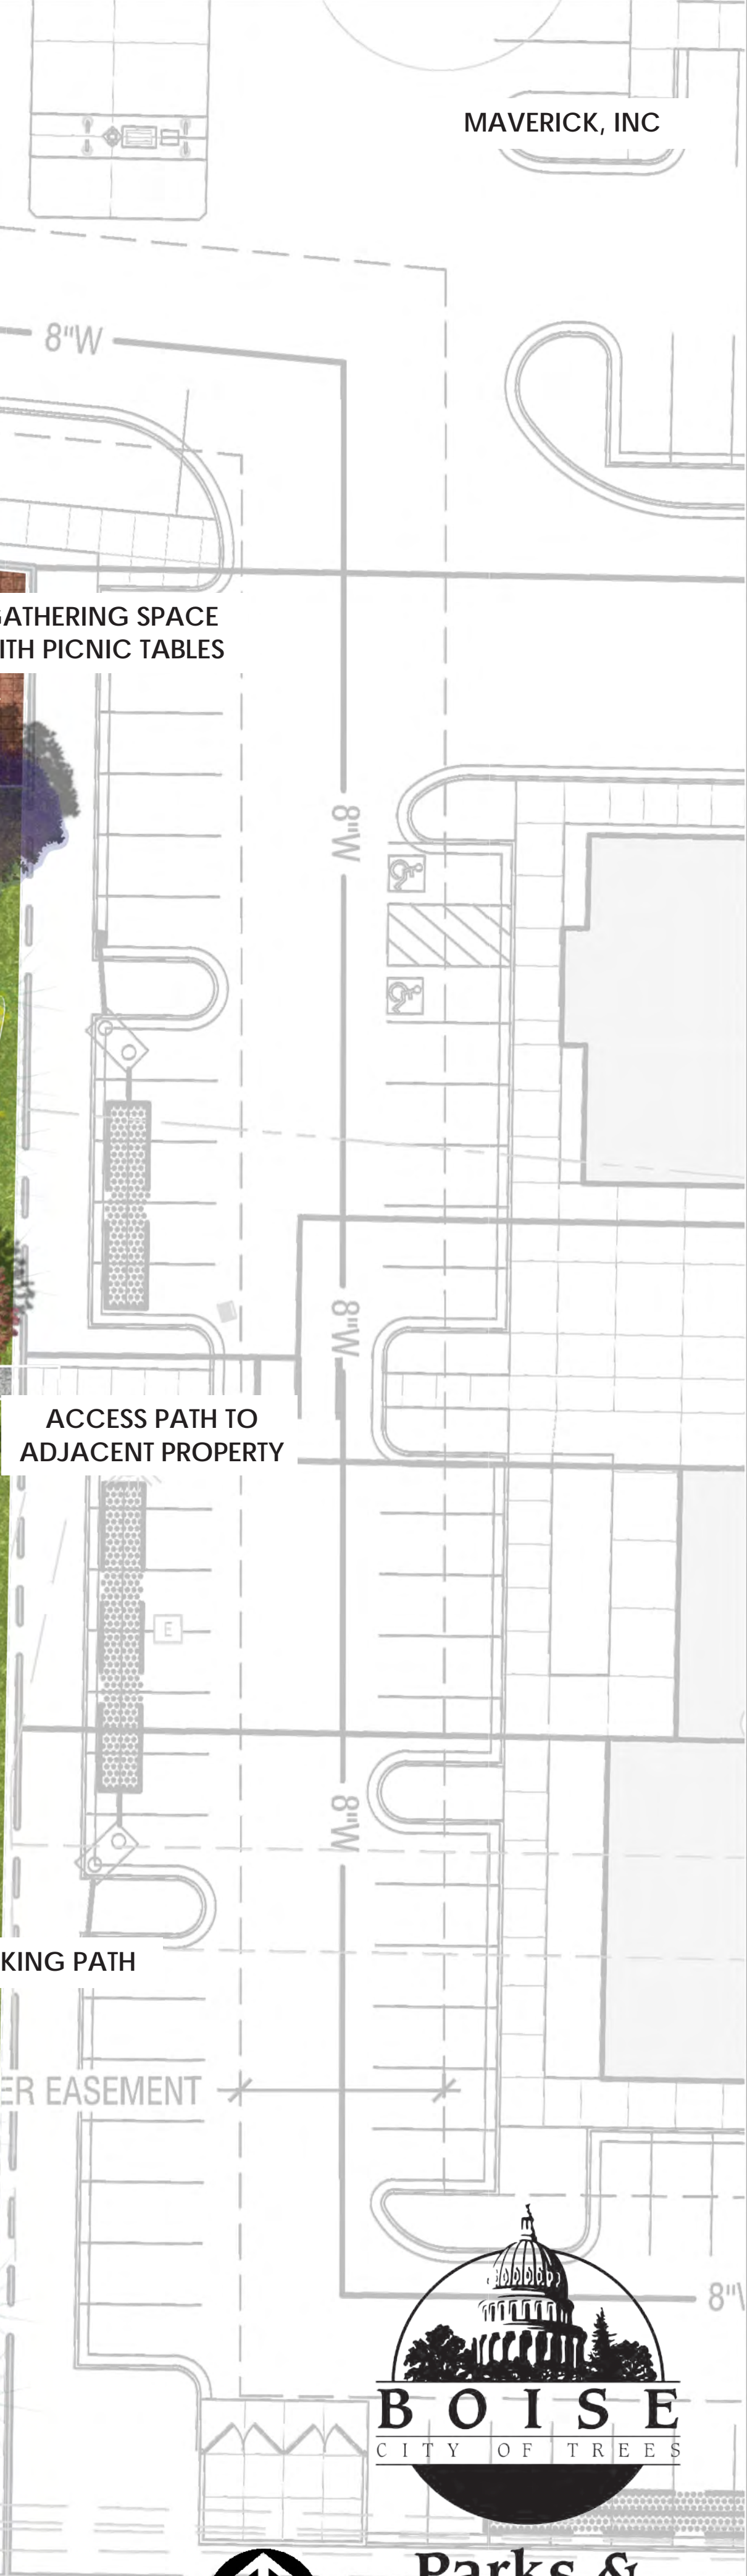 MAVERICK, INC
8"W
GATHERING SPACE
ITH PICNIC TABLES
8"W
8"W
ACCESS PATH TO
ADJACENT PROPERTY
E
8"W
KING PATH
ER EASEMENT
8"\
BOISE
CITY OF TREES
Parks &